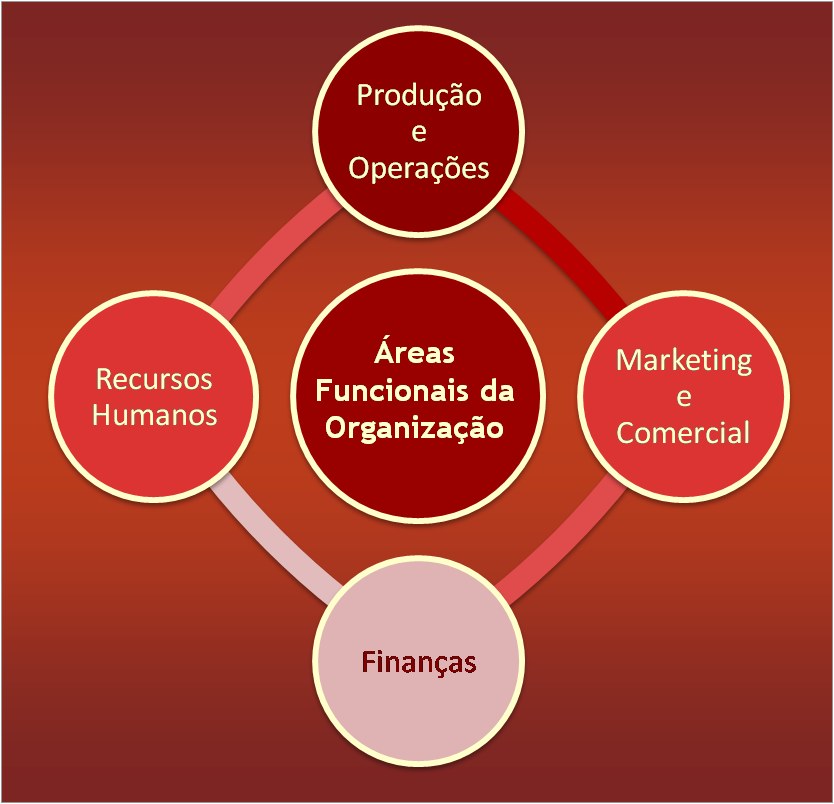 Produção
e
Operações
Áreas
Funcionais da
Organização
Recursos
Humanos
Marketing
e
Comercial
Finanças